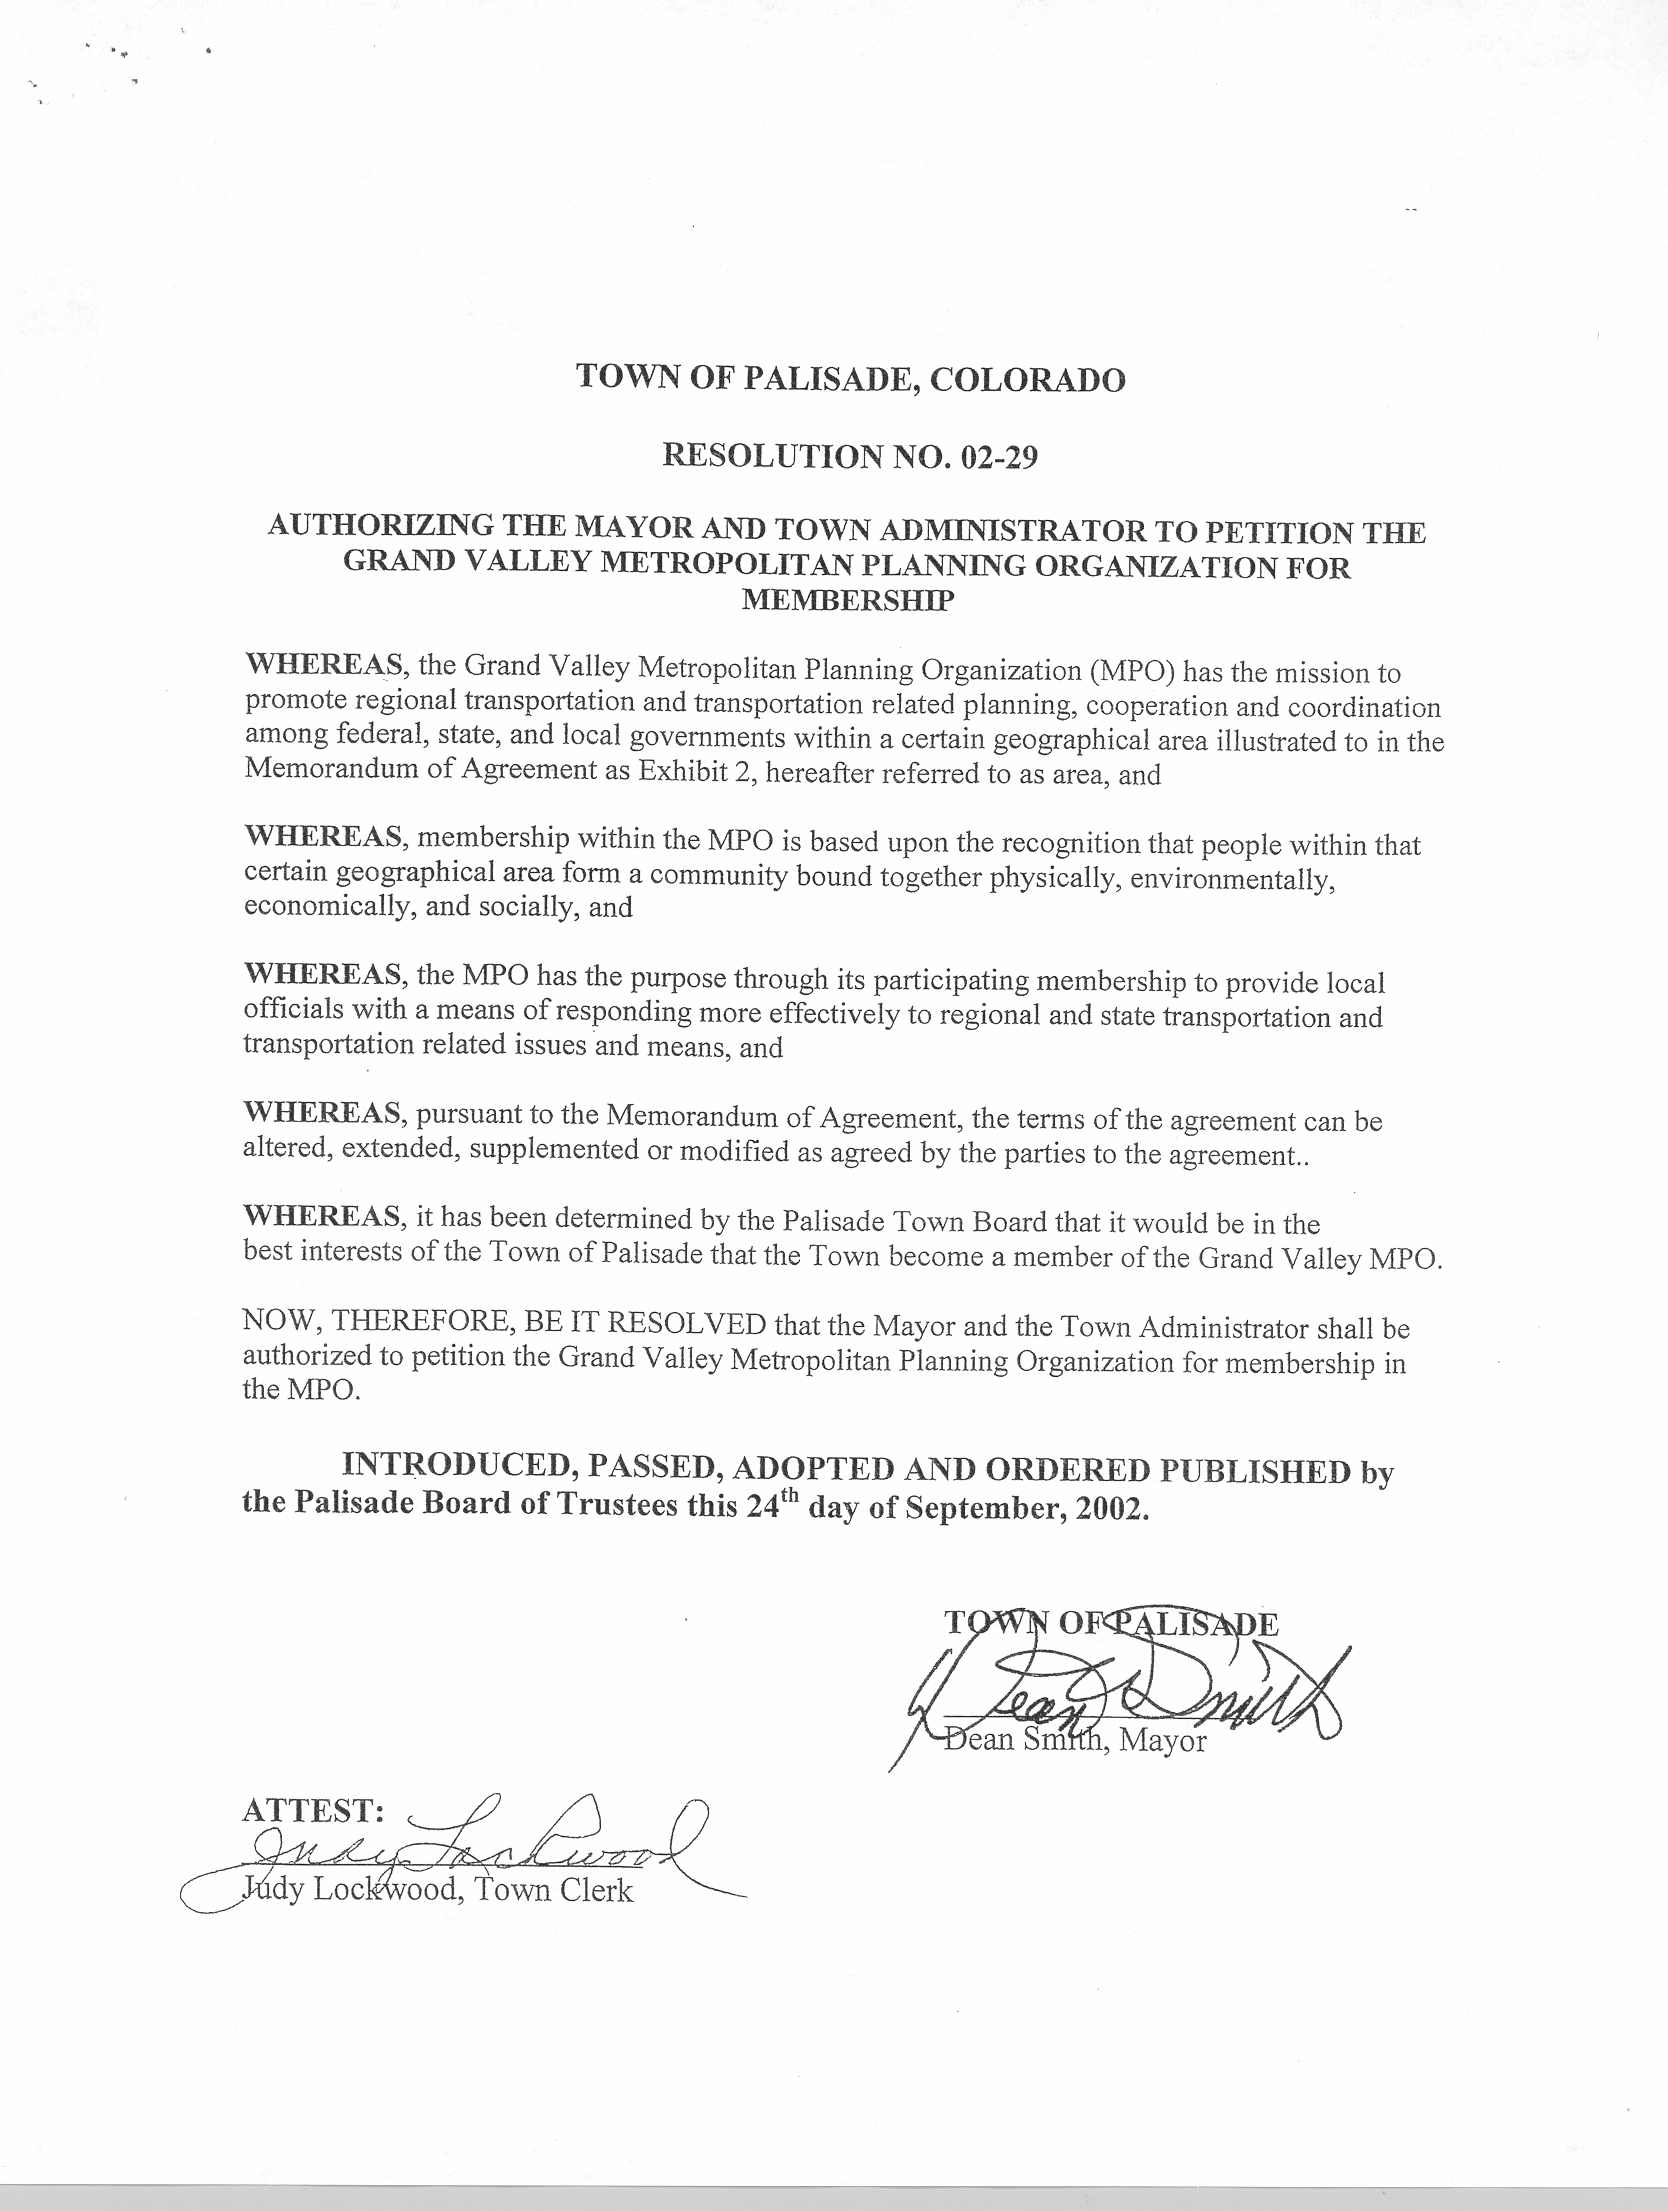 TOWN OF PALISADE, COLORADO
RESOLUTION NO. 02-29
AUTHORIZING THE MAYOR AND TOWN ADMINISTRATOR TO PETITION THE
GRAND VALLEY METROPOLITAN PLANNING ORGANIZATION FOR
MEMBERSHIP
WHEREAS, the Grand Valley Metropolitan Planning Organization (MPO) has the mission to
promote regional transportation and transportation related planning, cooperation and coordination
among federal, state, and local governments within a certain geographical area illustrated to in the
Memorandum of Agreement as Exhibit 2, hereafter referred to as area, and
WHEREAS, membership within the MPO is based upon the recognition that people within that
certain geographical area form a community bound together physically, environmentally,
economically, and socially, and
WHEREAS, the MPO has the purpose through its participating membership to provide local
officials with a means of responding more effectively to regional and state transportation and
transportation related issues and means, and
WHEREAS, pursuant to the Memorandum of Agreement, the terms of the agreement can be
altered, extended, supplemented or modified as agreed by the parties to the agreement..
WHEREAS, it has been determined by the Palisade Town Board that it would be in the
best interests of the Town of Palisade that the Town become a member of the Grand Valley MPO.
NOW, THEREFORE, BE IT RESOLVED that the Mayor and the Town Administrator shall be
authorized to petition the Grand Valley Metropolitan Planning Organization for membership in
the MPO.
INTRODUCED, PASSED, ADOPTED AND ORDERED PUBLISHED by
the Palisade Board of Trustees this 24th day of September, 2002.
TOWN OF PALISADE
Dean Smith
Dean Smith, Mayor
ATTEST:
Judy Lockwood
Judy Lockwood, Town Clerk